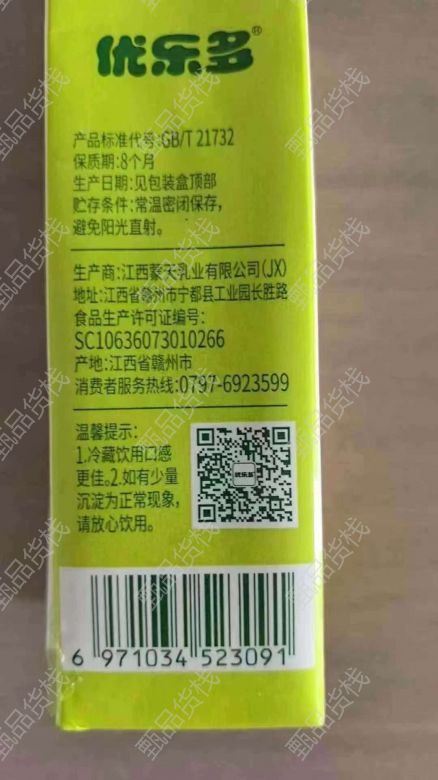 优乐多®
产品标准代号:GB/T 21732
保质期:8个月
生产日期:见包装盒顶部
贮存条件:常温密闭保存,
避免阳光直射。
生产商:江西蒙天乳业有限公司(JX)
地址:江西省赣州市宁都县工业园长胜路
食品生产许可证编号:
SC10636073010266
产地:江西省赣州市
消费者服务热线:0797-6923599
温馨提示:
1.冷藏饮用口感
更佳。2.如有少量
沉淀为正常现象,
请放心饮用。
优乐多
6 971034 523091
甄品货栈